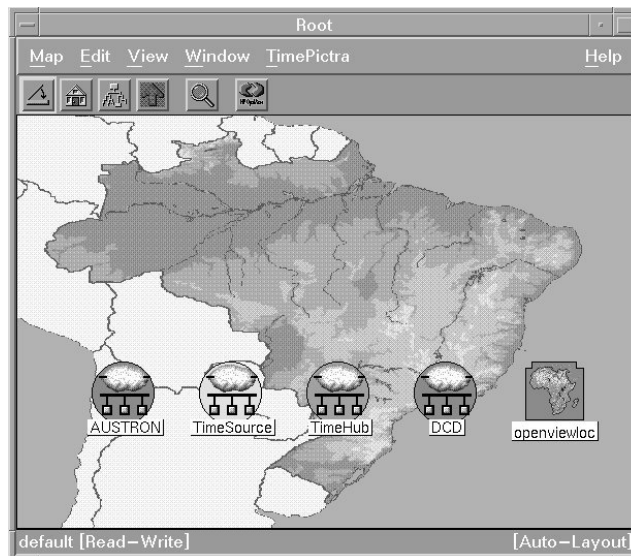 Root
Map Edit View Window TimePictra Help
AUSTRON TimeSource TimeHub DCD openviewloc
default [Read-Write] [Auto-Layout]